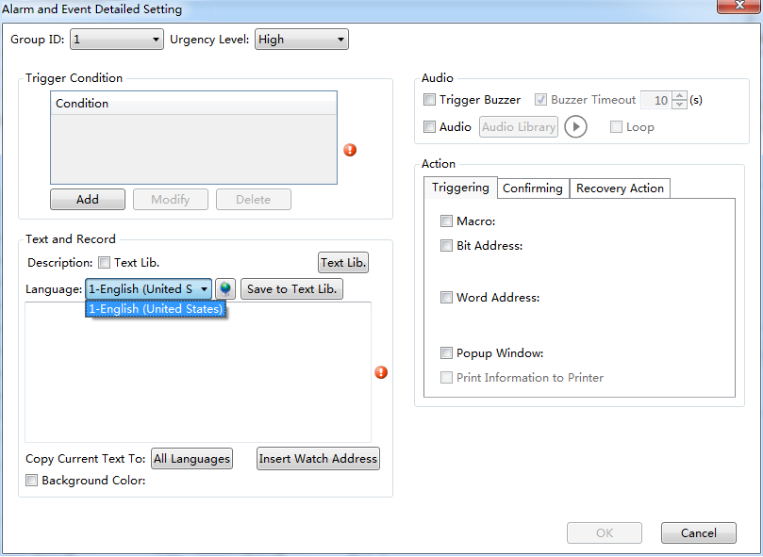 Alarm and Event Detailed Setting
Group ID: 1 Urgency Level: High
Trigger Condition
Condition
Add Modify Delete
Text and Record
Description: Text Lib. Text Lib.
Language: 1-English (United S Save to Text Lib.
1-English (United States)
Copy Current Text To: All Languages Insert Watch Address
Background Color:
Audio
Trigger Buzzer Buzzer Timeout 10 (s)
Audio Audio Library Loop
Action
Triggering Confirming Recovery Action
Macro:
Bit Address:
Word Address:
Popup Window:
Print Information to Printer
OK Cancel